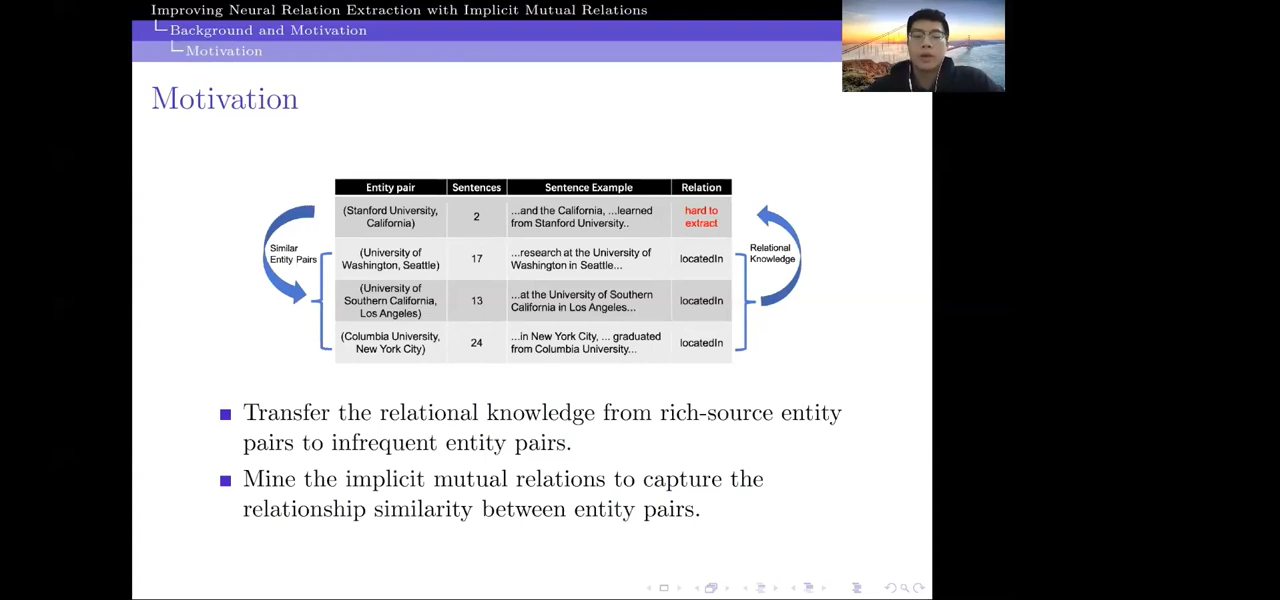 Improving Neural Relation Extraction with Implicit Mutual Relations
Background and Motivation
Motivation
Motivation
Entity pair Sentences Sentence Example Relation
(Stanford University,
California)
2
...and the California, ...learned
from Stanford University..
hard to
extract
Similar
Entity Pairs
(University of
Washington, Seattle)
17
...research at the University of
Washington in Seattle...
locatedIn
Relational
Knowledge
(University of
Southern California,
Los Angeles)
13
...at the University of Southern
California in Los Angeles...
locatedIn
(Columbia University,
New York City)
24
...in New York City, ... graduated
from Columbia University...
locatedIn
Transfer the relational knowledge from rich-source entity
pairs to infrequent entity pairs.
Mine the implicit mutual relations to capture the
relationship similarity between entity pairs.